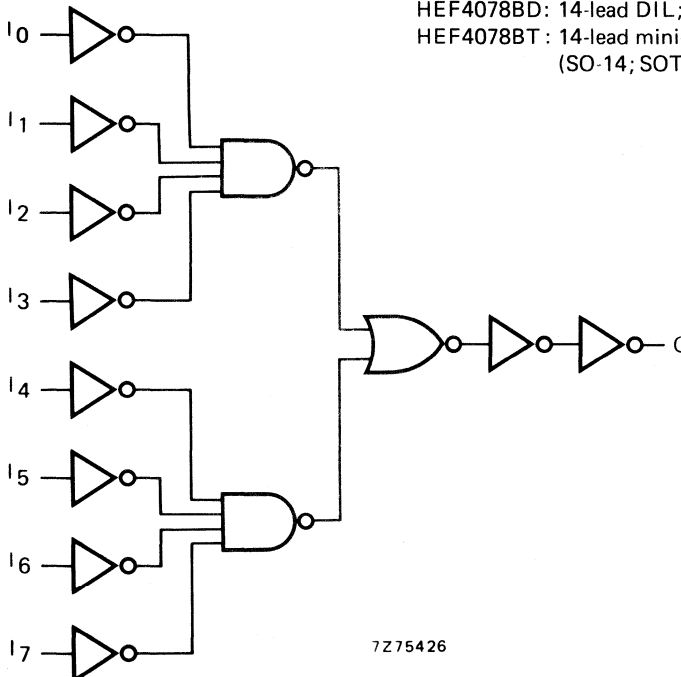 HEF4078BD: 14-lead DIL;
HEF4078BT: 14-lead mini
(SO-14; SOT
I0
I1
I2
I3
I4
I5
I6
I7
7Z75426